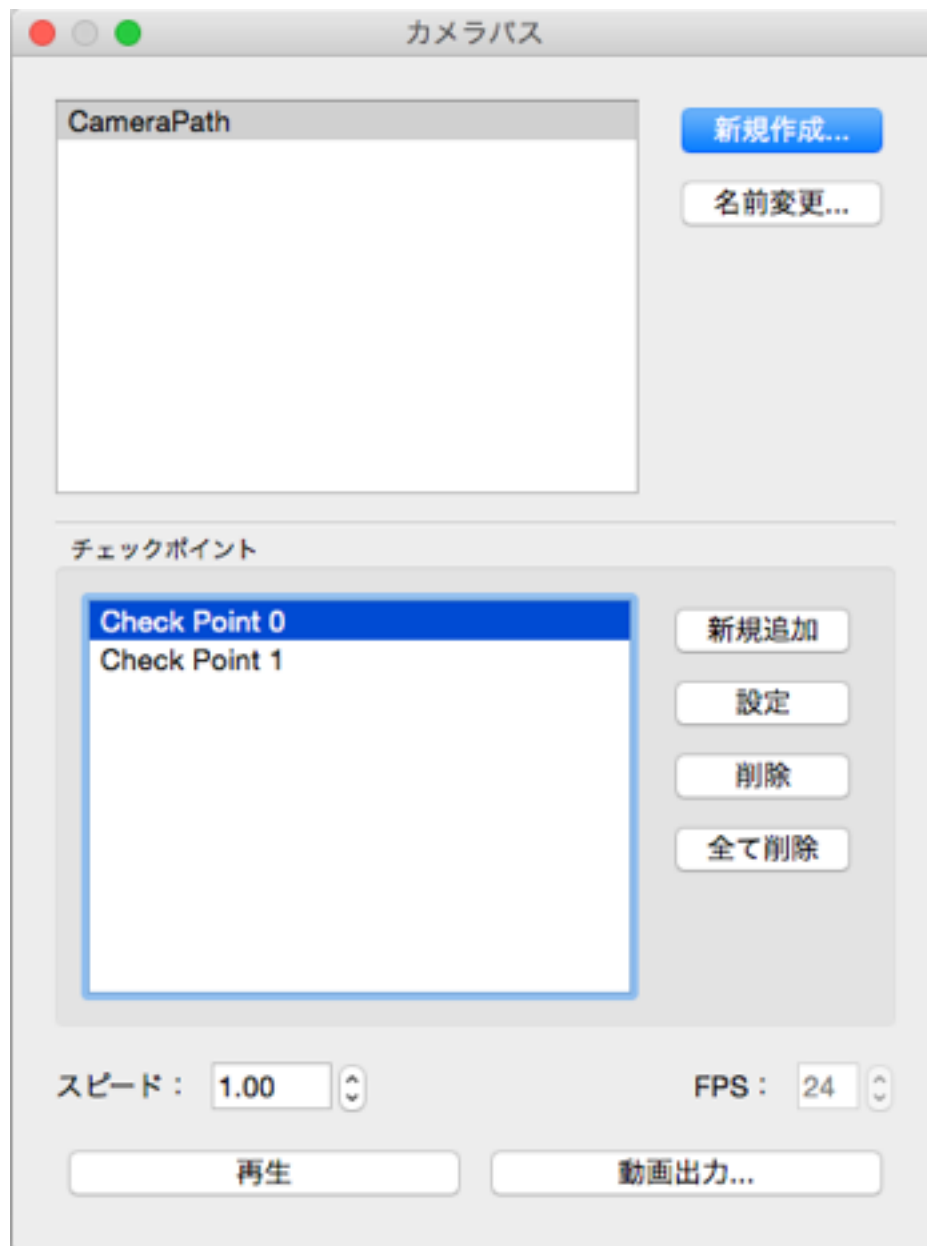 カメラパス
CameraPath
新規作成...
名前変更...
チェックポイント
Check Point 0
Check Point 1
新規追加
設定
削除
全て削除
スピード： 1.00
FPS： 24
再生
動画出力...